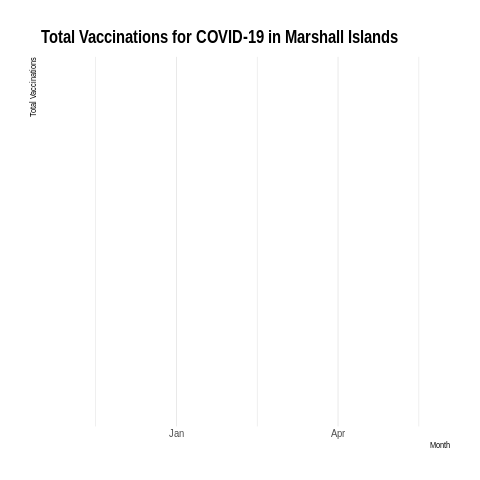 Total Vaccinations for COVID-19 in Marshall Islands
Total Vaccinations
Jan
Apr
Month